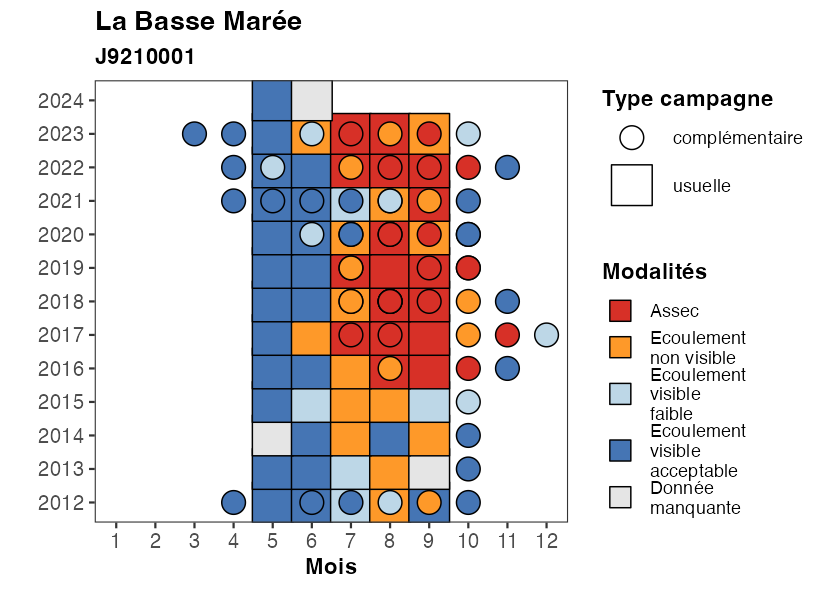 La Basse Marée
J9210001
2024
2023
2022
2021
2020
2019
2018
2017
2016
2015
2014
2013
2012
1 2 3 4 5 6 7 8 9 10 11 12
Mois
Type campagne
complémentaire
usuelle
Modalités
Assec
Ecoulement
non visible
Ecoulement
visible
faible
Ecoulement
visible
acceptable
Donnée
manquante